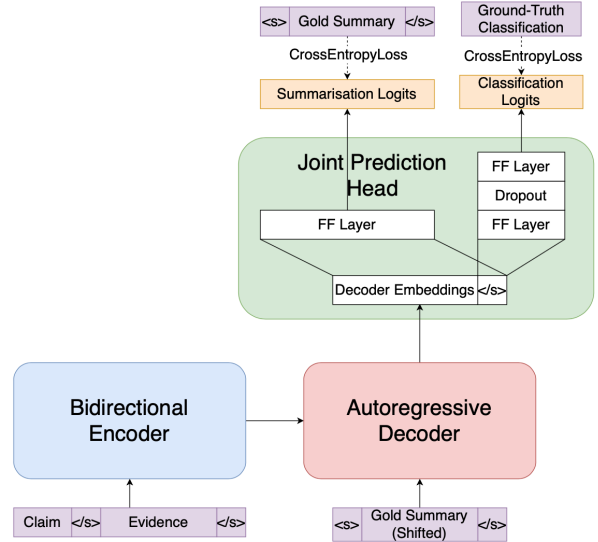 <s> Gold Summary </s>
Ground-Truth
Classification
CrossEntropyLoss
CrossEntropyLoss
Summarisation Logits
Classification
Logits
Joint Prediction
Head
FF Layer
Dropout
FF Layer
FF Layer
Decoder Embeddings </s>
Bidirectional
Encoder
Autoregressive
Decoder
Claim </s> Evidence </s>
<s> Gold Summary
(Shifted) </s>